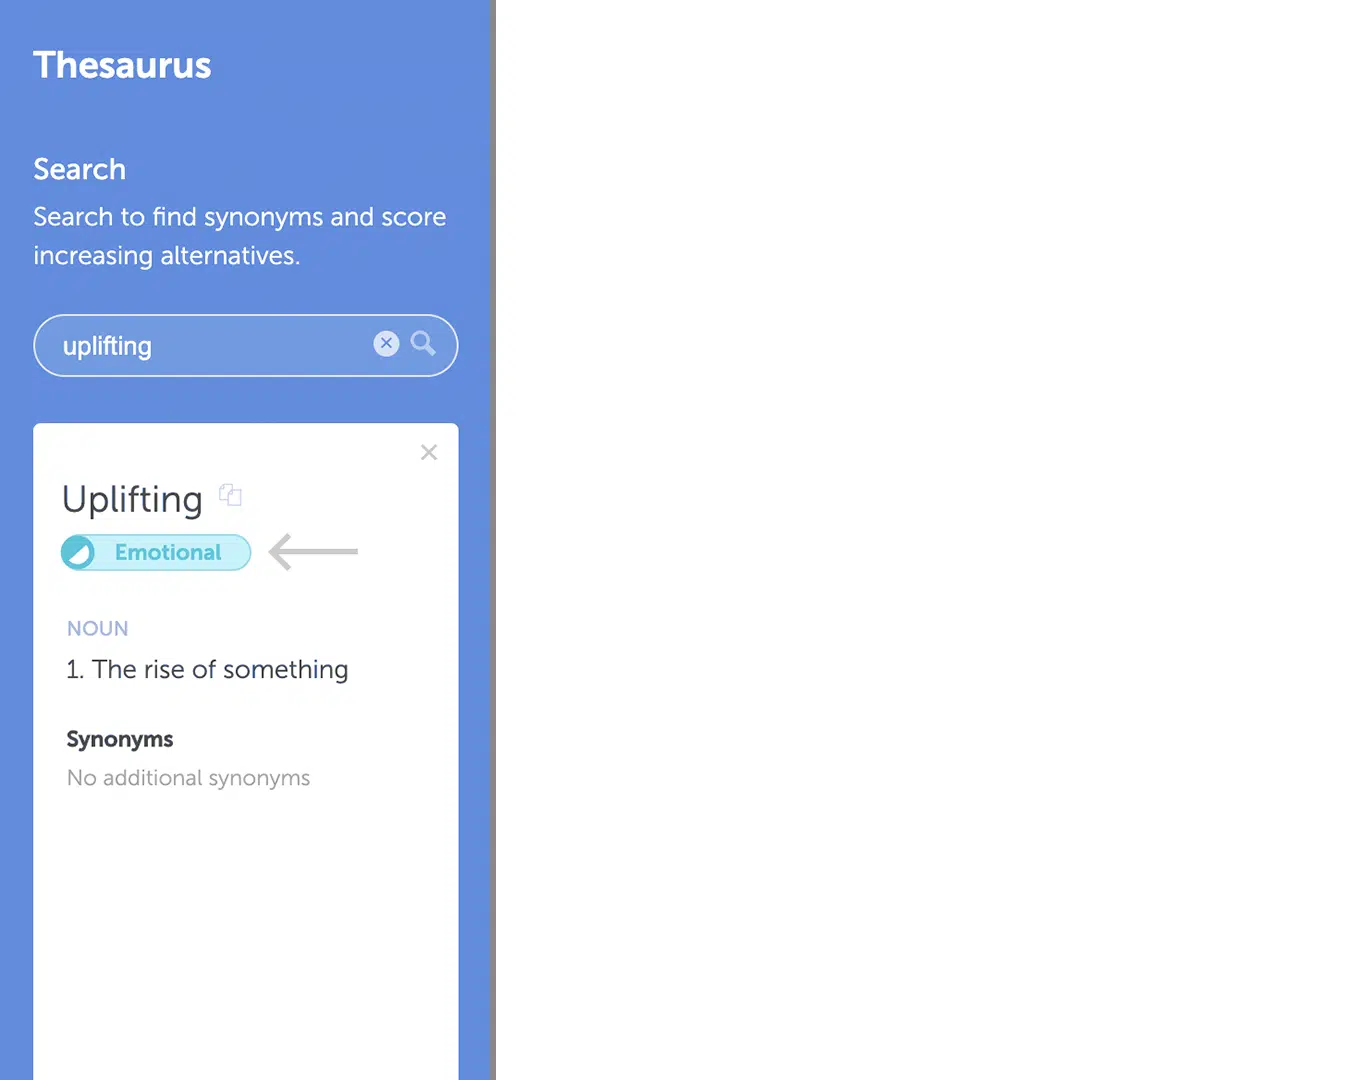 Thesaurus
Search
Search to find synonyms and score
increasing alternatives.
uplifting
Uplifting
Emotional
NOUN
1. The rise of something
Synonyms
No additional synonyms